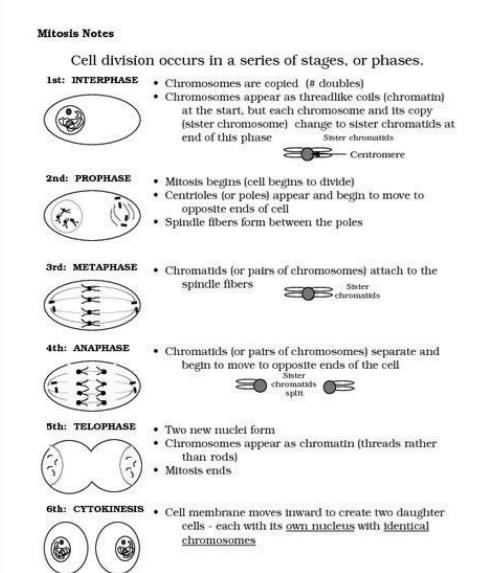 Mitosis Notes
Cell division occurs in a series of stages, or phases.
1st: INTERPHASE
• Chromosomes are copied (# doubles)
• Chromosomes appear as threadlike coils (chromatin)
at the start, but each chromosome and its copy
(sister chromosome) change to sister chromatids at
end of this phase
Sister chromatids
Centromere
2nd: PROPHASE
• Mitosis begins (cell begins to divide)
• Centrioles (or poles) appear and begin to move to
opposite ends of cell
• Spindle fibers form between the poles
3rd: METAPHASE
• Chromatids (or pairs of chromosomes) attach to the
spindle fibers
Sister
chromatids
4th: ANAPHASE
• Chromatids (or pairs of chromosomes) separate and
begin to move to opposite ends of the cell
Sister
chromatids
split
5th: TELOPHASE
• Two new nuclei form
• Chromosomes appear as chromatin (threads rather
than rods)
• Mitosis ends
6th: CYTOKINESIS
• Cell membrane moves inward to create two daughter
cells - each with its own nucleus with identical
chromosomes